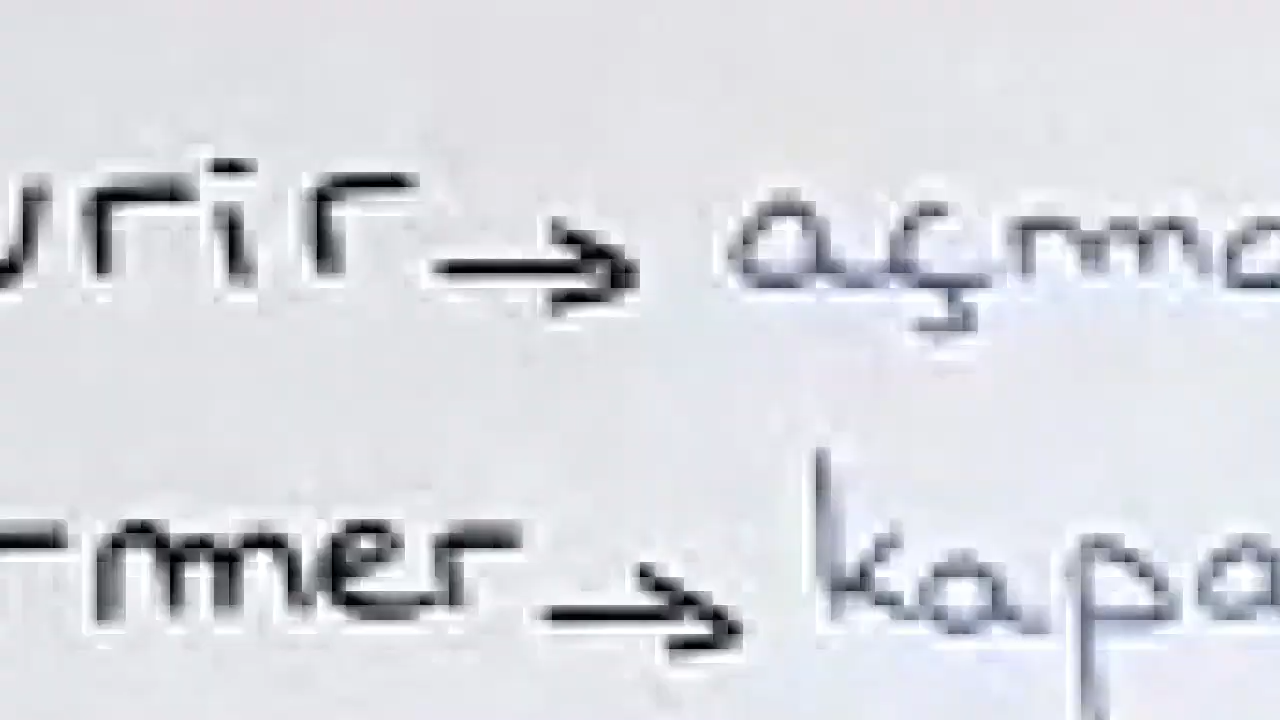 urir → açma
rmer → kapa